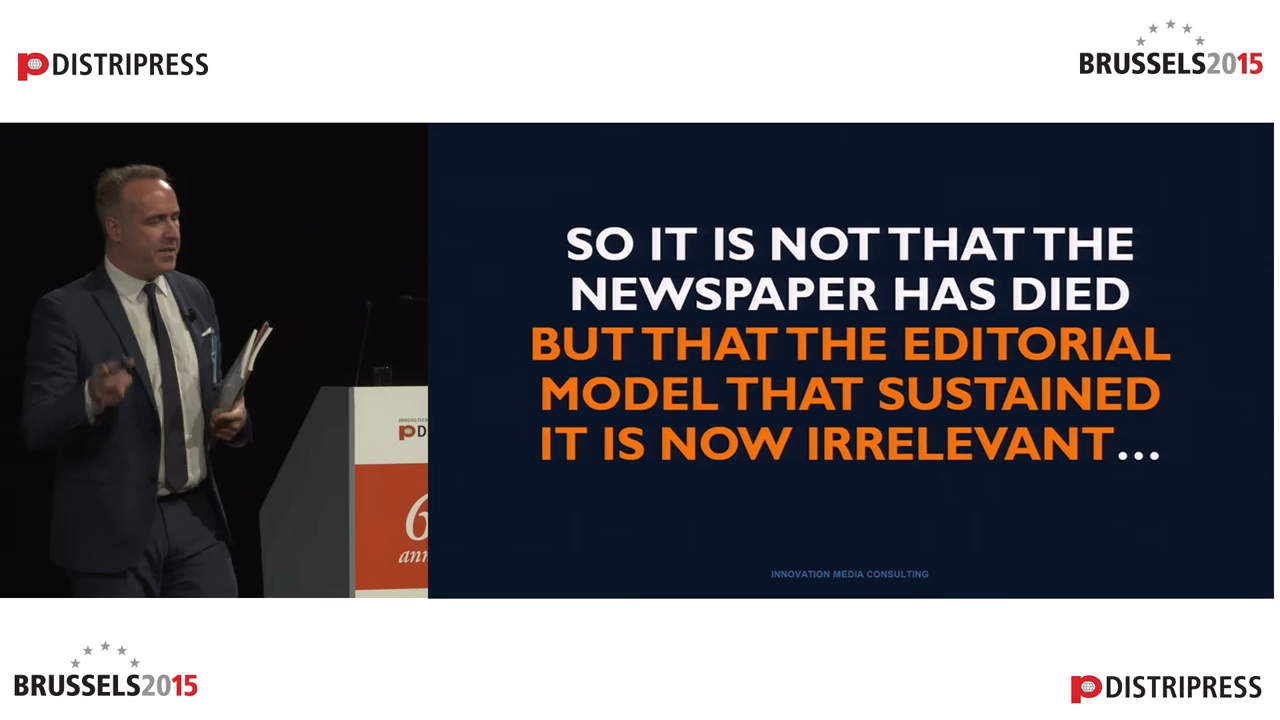 DISTRIPRESS
BRUSSELS2015
SO IT IS NOT THAT THE
NEWSPAPER HAS DIED
BUT THAT THE EDITORIAL
MODEL THAT SUSTAINED
IT IS NOW IRRELEVANT...
INNOVATION MEDIA CONSULTING
BRUSSELS2015
DISTRIPRESS